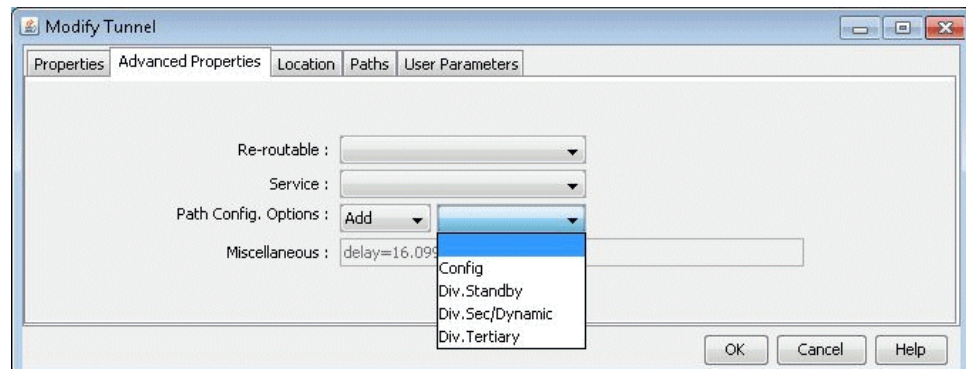 Modify Tunnel
Properties Advanced Properties Location Paths User Parameters
Re-routable :
Service :
Path Config. Options : Add
Miscellaneous : delay=16.099
Config
Div.Standby
Div.Sec/Dynamic
Div.Tertiary
OK Cancel Help